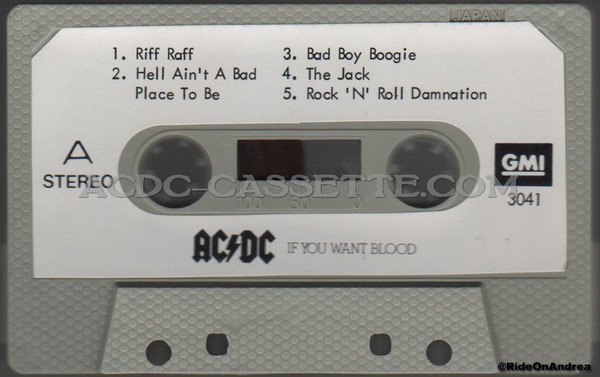 JAPAN
1. Riff Raff
2. Hell Ain't A Bad
Place To Be
3. Bad Boy Boogie
4. The Jack
5. Rock 'N' Roll Damnation
A
STEREO
ACDC-CASSETTE.COM
100 50 0
GMI
3041
AC/DC IF YOU WANT BLOOD
@RideOnAndrea